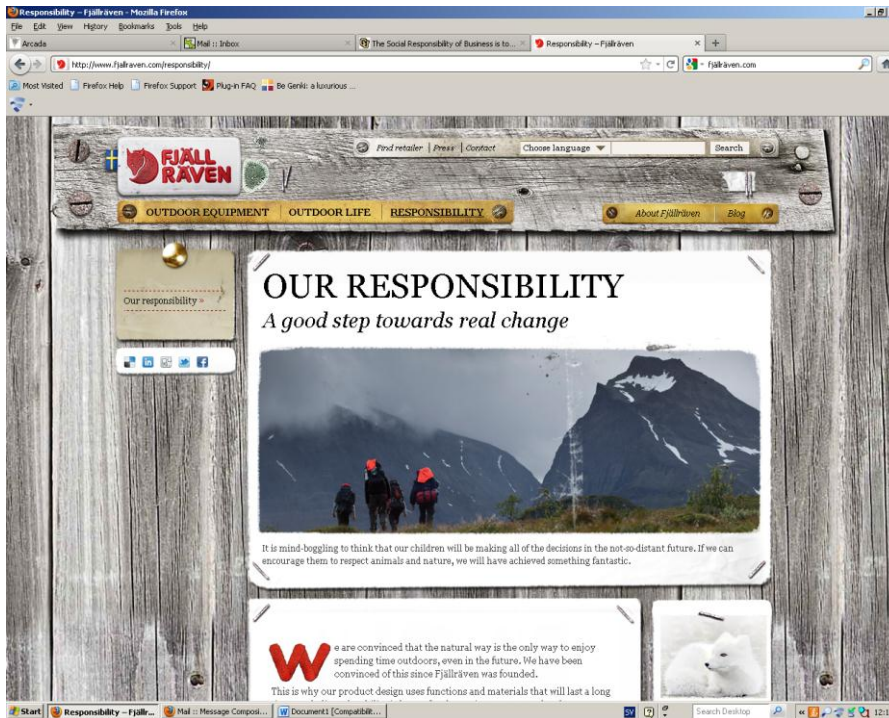 Responsibility – Fjällräven - Mozilla Firefox
File Edit View History Bookmarks Tools Help
Arcada
Mail :: Inbox
The Social Responsibility of Business is to...
Responsibility – Fjällräven
http://www.fjallraven.com/responsibility/
fjälräven.com
Most Visited Firefox Help Firefox Support Plug-in FAQ Be Genki: a luxurious ...
FJÄLL
RÄVEN
Find retailer | Press | Contact
Choose language
Search
OUTDOOR EQUIPMENT
OUTDOOR LIFE
RESPONSIBILITY
About Fjällräven
Blog
Our responsibility »
OUR RESPONSIBILITY
A good step towards real change
It is mind-boggling to think that our children will be making all of the decisions in the not-so-distant future. If we can
encourage them to respect animals and nature, we will have achieved something fantastic.
We are convinced that the natural way is the only way to enjoy
spending time outdoors, even in the future. We have been
convinced of this since Fjällräven was founded.
This is why our product design uses functions and materials that will last a long
Start
Responsibility – Fjällr...
Mail :: Message Composi...
Document1 [Compatibilit...
SV
Search Desktop